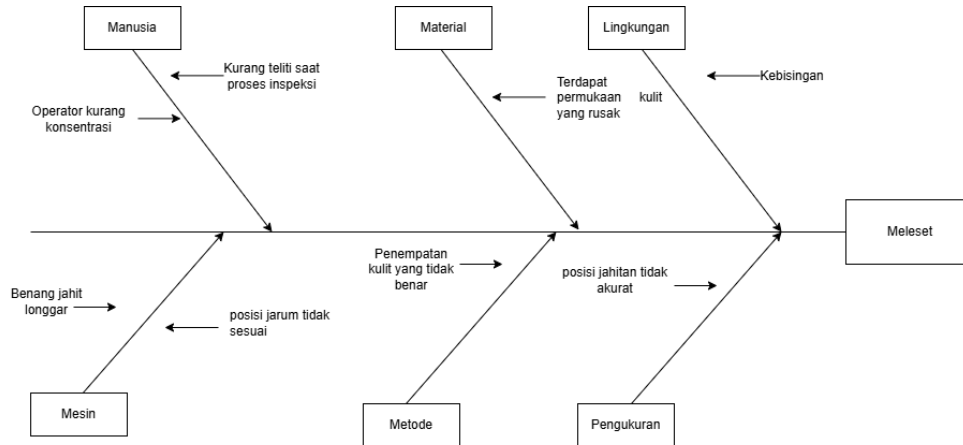 Manusia
Material
Lingkungan
Kurang teliti saat
proses inspeksi
Operator kurang
konsentrasi
Terdapat
permukaan kulit
yang rusak
Kebisingan
Meleset
Benang jahit
longgar
posisi jarum tidak
sesuai
Penempatan
kulit yang tidak
benar
posisi jahitan tidak
akurat
Mesin
Metode
Pengukuran